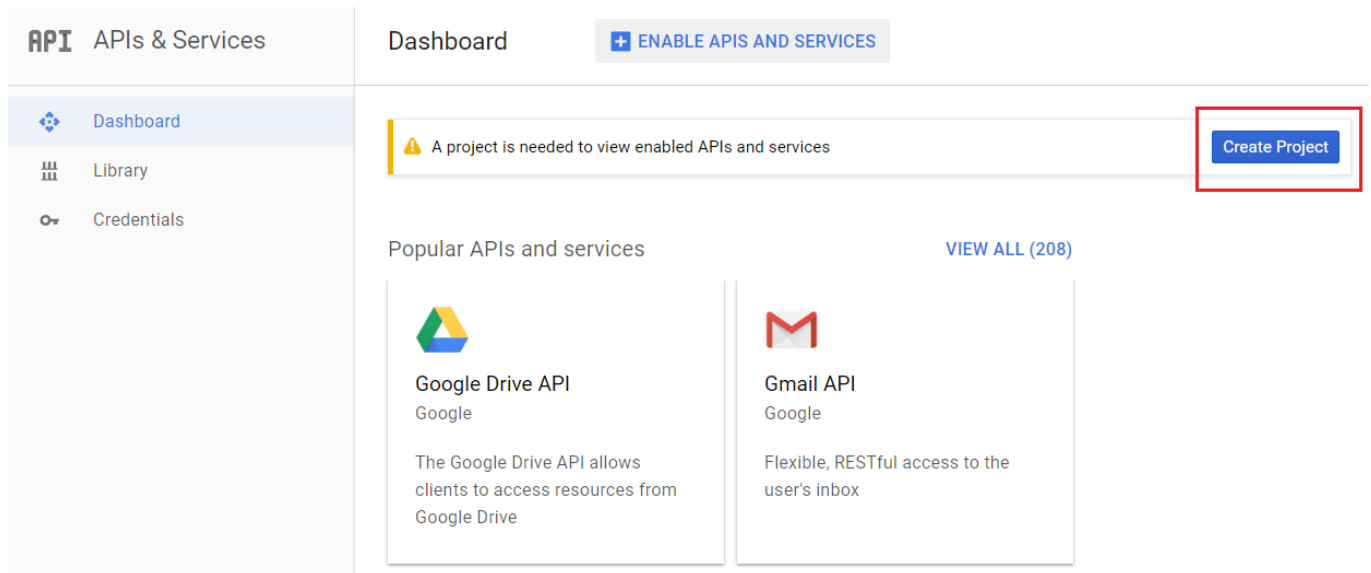 API APIs & Services
Dashboard
ENABLE APIS AND SERVICES
Dashboard
Library
Credentials
A project is needed to view enabled APIs and services
Create Project
Popular APIs and services
VIEW ALL (208)
Google Drive API
Google
The Google Drive API allows
clients to access resources from
Google Drive
Gmail API
Google
Flexible, RESTful access to the
user's inbox